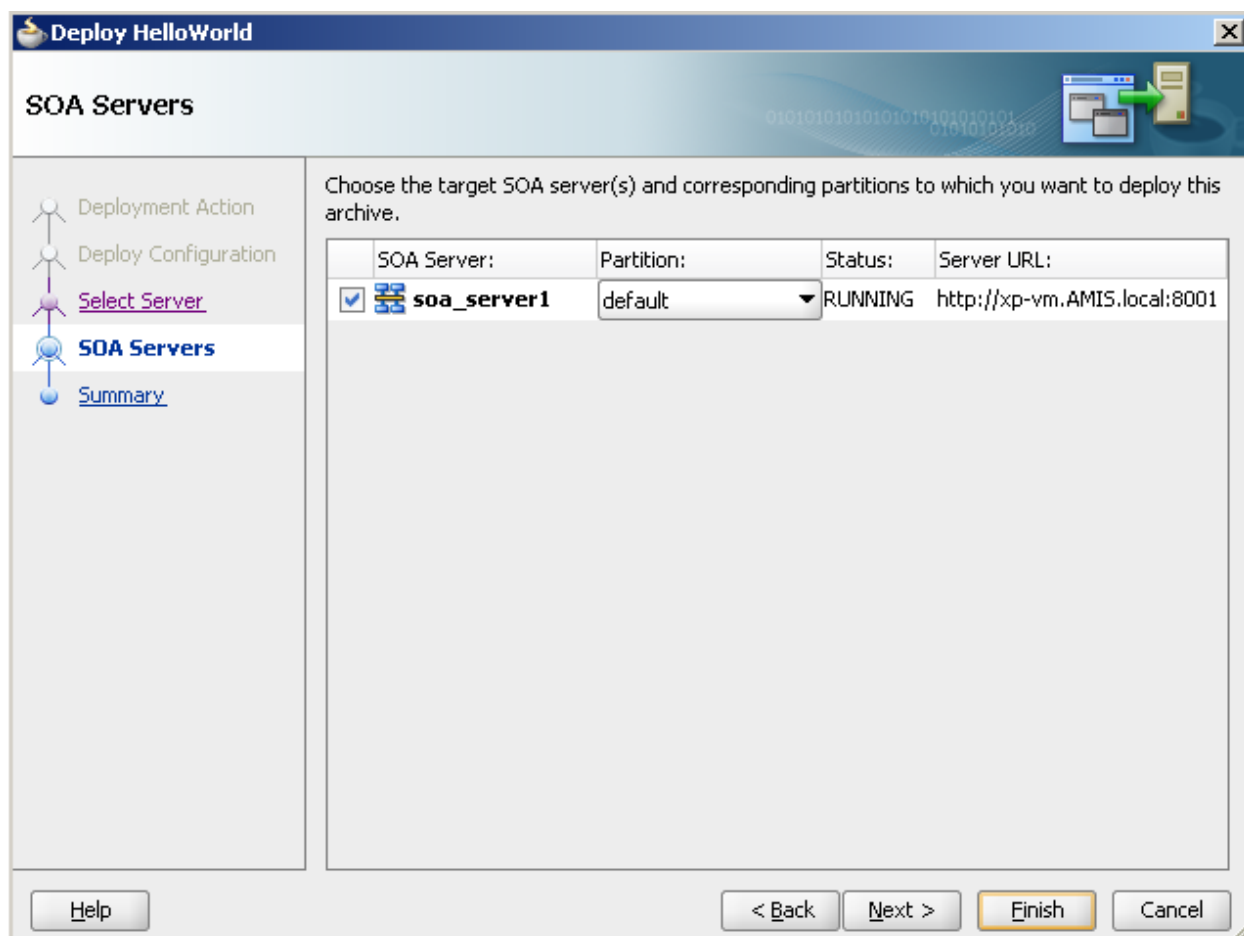 Deploy HelloWorld
SOA Servers
01010101010101010101010101010101
01010101010
Deployment Action
Deploy Configuration
Select Server
SOA Servers
Summary
Choose the target SOA server(s) and corresponding partitions to which you want to deploy this
archive.
SOA Server: Partition: Status: Server URL:
soa_server1 default RUNNING http://xp-vm.AMIS.local:8001
Help < Back Next > Finish Cancel